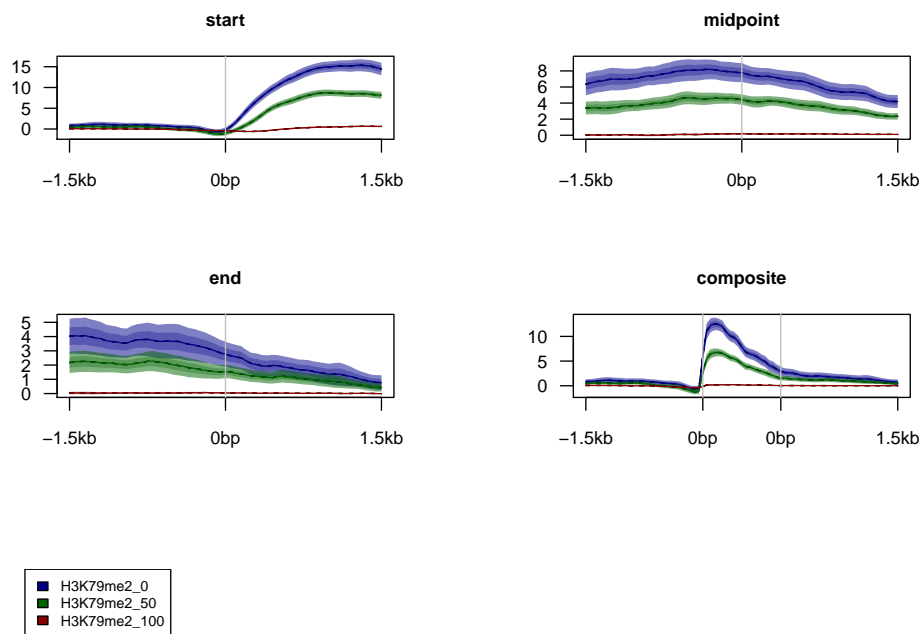 start
15
10
5
0
−1.5kb 0bp 1.5kb
midpoint
8
6
4
2
0
−1.5kb 0bp 1.5kb
end
5
4
3
2
1
0
−1.5kb 0bp 1.5kb
composite
10
5
0
−1.5kb 0bp 0bp 1.5kb
H3K79me2_0
H3K79me2_50
H3K79me2_100